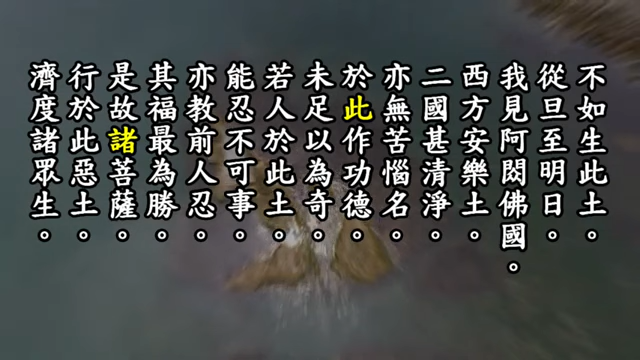 不如生此土。
從旦至明日。
我見阿閦佛國。
西方安樂土。
二國甚清淨。
亦無苦惱名。
於此作功德。
未足以為奇。
若人於此土。
能忍不可事。
亦教前人忍。
其福最為勝。
是故諸菩薩。
行於此惡土。
濟度諸眾生。